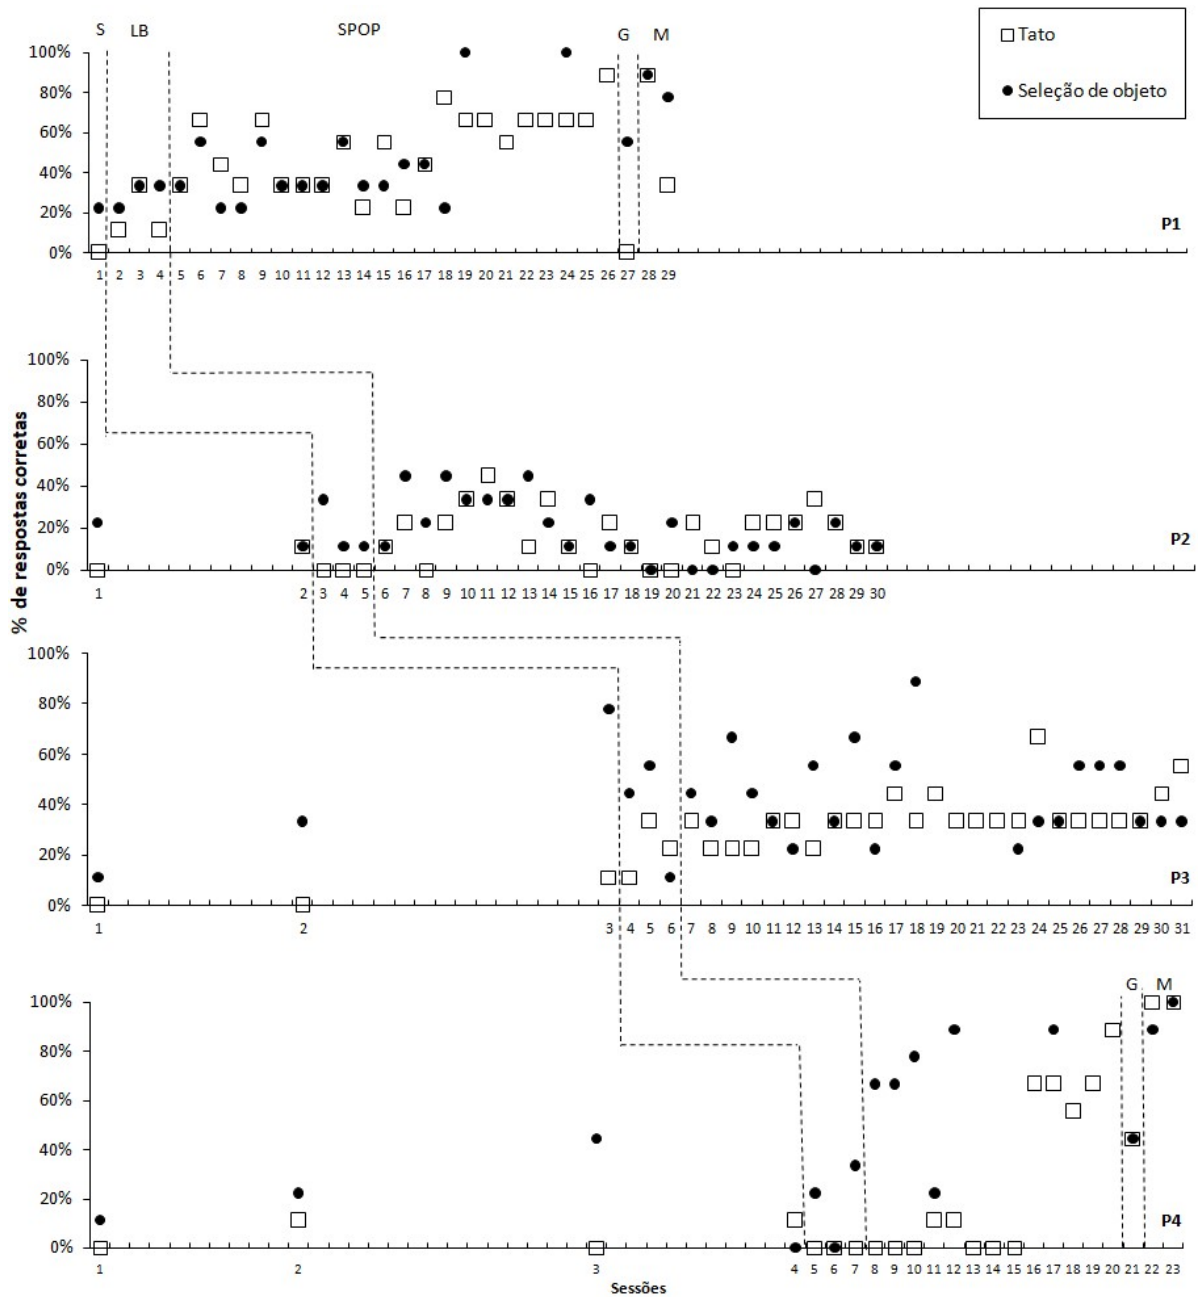 S LB SPOP G M
□ Tato
● Seleção de objeto
100%
80%
60%
40%
20%
0%
P1
1 2 3 4 5 6 7 8 9 10 11 12 13 14 15 16 17 18 19 20 21 22 23 24 25 26 27 28 29
% de respostas corretas
100%
80%
60%
40%
20%
0%
P2
1 2 3 4 5 6 7 8 9 10 11 12 13 14 15 16 17 18 19 20 21 22 23 24 25 26 27 28 29 30
100%
80%
60%
40%
20%
0%
P3
1 2 3 4 5 6 7 8 9 10 11 12 13 14 15 16 17 18 19 20 21 22 23 24 25 26 27 28 29 30 31
G M
100%
80%
60%
40%
20%
0%
P4
1 2 3 4 5 6 7 8 9 10 11 12 13 14 15 16 17 18 19 20 21 22 23
Sessões